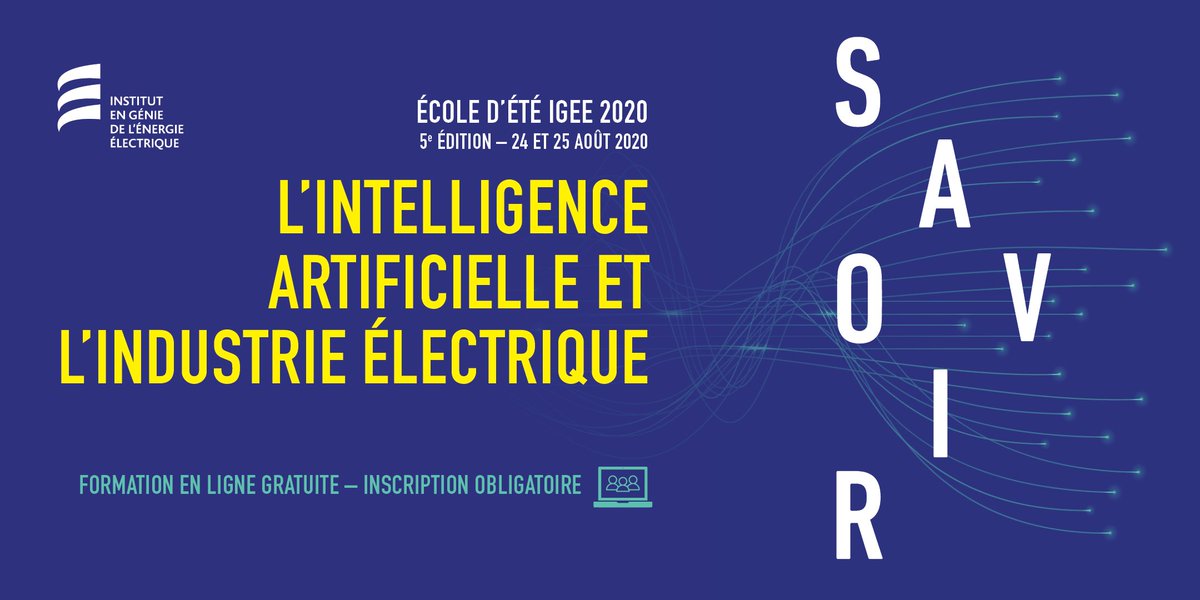 INSTITUT
EN GÉNIE
DE L'ÉNERGIE
ÉLECTRIQUE
ÉCOLE D'ÉTÉ IGEE 2020
5e ÉDITION – 24 ET 25 AOÛT 2020
L'INTELLIGENCE
ARTIFICIELLE ET
L'INDUSTRIE ÉLECTRIQUE
FORMATION EN LIGNE GRATUITE – INSCRIPTION OBLIGATOIRE
S
A
O V
I
R